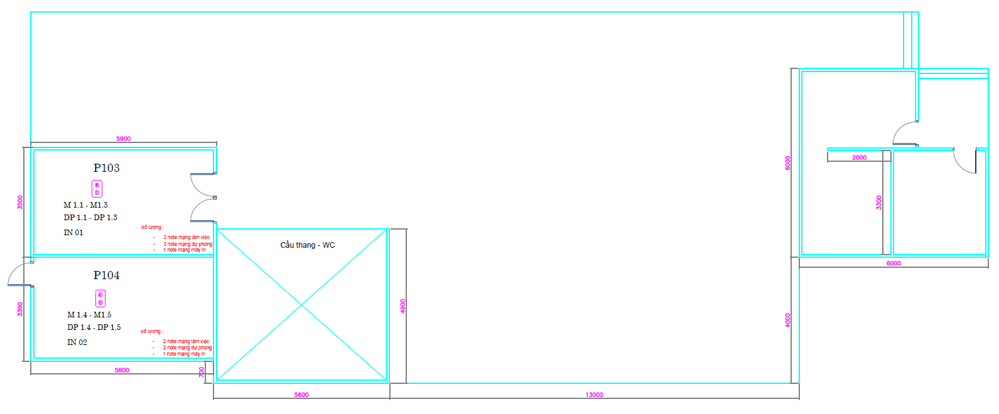 5900
6000
2000
P103
3500
3300
M 1.1 - M1.3
DP 1.1 - DP 1.3
IN 01
số lượng :
- 3 note mạng làm việc
- 3 note mạng dự phòng
- 1 note mạng máy in
Cầu thang - WC
6000
P104
3300
4900
4000
M 1.4 - M1.5
DP 1.4 - DP 1.5
IN 02
số lượng :
- 2 note mạng làm việc
- 2 note mạng dự phòng
- 1 note mạng máy in
5800
700
5600
13000